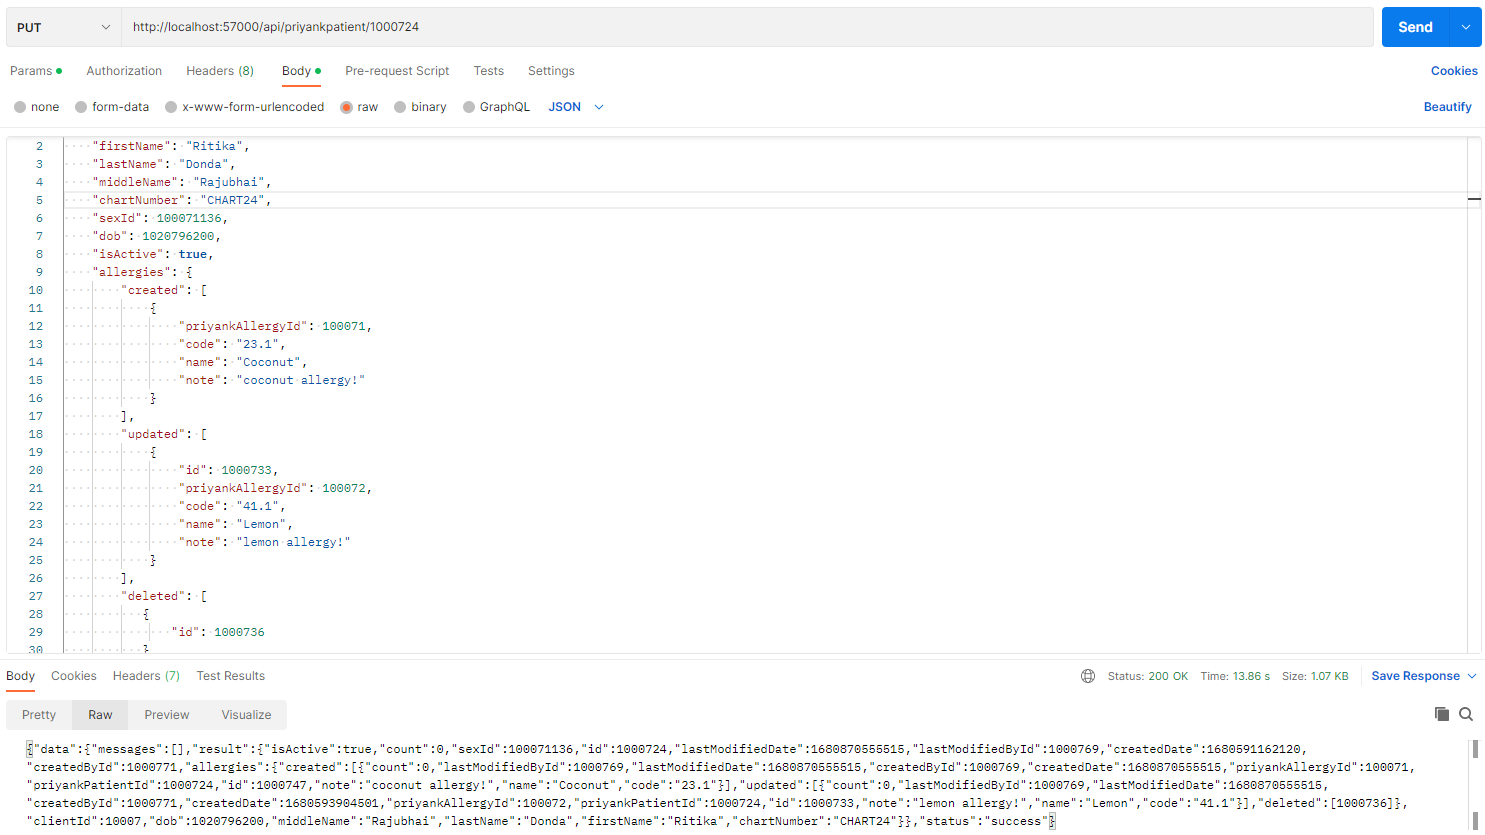 PUT http://localhost:57000/api/priyankpatient/1000724 Send
Params Authorization Headers (8) Body Pre-request Script Tests Settings Cookies
none form-data x-www-form-urlencoded raw binary GraphQL JSON Beautify
2 "firstName": "Ritika",
3 "lastName": "Donda",
4 "middleName": "Rajubhai",
5 "chartNumber": "CHART24",
6 "sexId": 100071136,
7 "dob": 1020796200,
8 "isActive": true,
9 "allergies": {
10 "created": [
11 {
12 "priyankAllergyId": 100071,
13 "code": "23.1",
14 "name": "Coconut",
15 "note": "coconut allergy!"
16 }
17 ],
18 "updated": [
19 {
20 "id": 1000733,
21 "priyankAllergyId": 100072,
22 "code": "41.1",
23 "name": "Lemon",
24 "note": "lemon allergy!"
25 }
26 ],
27 "deleted": [
28 {
29 "id": 1000736
30 }
Body Cookies Headers (7) Test Results Status: 200 OK Time: 13.86 s Size: 1.07 KB Save Response
Pretty Raw Preview Visualize
{"data":{"messages":[],"result":{"isActive":true,"count":0,"sexId":100071136,"id":1000724,"lastModifiedDate":1680870555515,"lastModifiedById":1000769,"createdDate":1680591162120,
"createdById":1000771,"allergies":{"created":[{"count":0,"lastModifiedById":1000769,"lastModifiedDate":1680870555515,"createdById":1000769,"createdDate":1680870555515,"priyankAllergyId":100071,
"priyankPatientId":1000724,"id":1000747,"note":"coconut allergy!","name":"Coconut","code":"23.1"}],"updated":[{"count":0,"lastModifiedById":1000769,"lastModifiedDate":1680870555515,
"createdById":1000771,"createdDate":1680593904501,"priyankAllergyId":100072,"priyankPatientId":1000724,"id":1000733,"note":"lemon allergy!","name":"Lemon","code":"41.1"}],"deleted":[1000736]},
"clientId":10007,"dob":1020796200,"middleName":"Rajubhai","lastName":"Donda","firstName":"Ritika","chartNumber":"CHART24"}},"status":"success"}